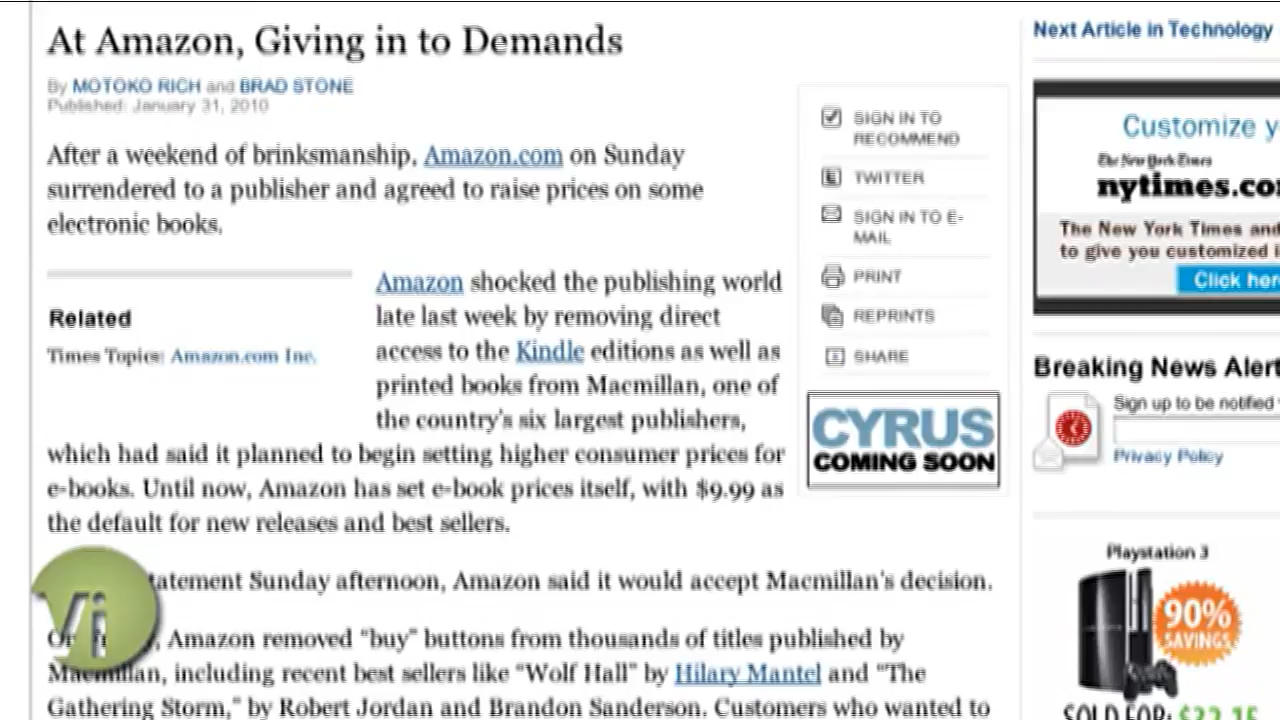 At Amazon, Giving in to Demands
By MOTOKO RICH and BRAD STONE
Published: January 31, 2010
After a weekend of brinksmanship, Amazon.com on Sunday
surrendered to a publisher and agreed to raise prices on some
electronic books.
Related
Times Topics: Amazon.com Inc.
Amazon shocked the publishing world
late last week by removing direct
access to the Kindle editions as well as
printed books from Macmillan, one of
the country's six largest publishers,
which had said it planned to begin setting higher consumer prices for
e-books. Until now, Amazon has set e-book prices itself, with $9.99 as
the default for new releases and best sellers.
tatement Sunday afternoon, Amazon said it would accept Macmillan's decision.
Amazon removed "buy" buttons from thousands of titles published by
Macmillan, including recent best sellers like "Wolf Hall" by Hilary Mantel and "The
Gathering Storm," by Robert Jordan and Brandon Sanderson. Customers who wanted to
Vi
SIGN IN TO
RECOMMEND
TWITTER
SIGN IN TO E-
MAIL
PRINT
REPRINTS
SHARE
CYRUS
COMING SOON
Next Article in Technology
Customize y
The New York Times
nytimes.co
The New York Times and
to give you customized
Click her
Breaking News Alert
Sign up to be notified
Privacy Policy
Playstation 3
90%
SAVINGS
SOLD FOR: